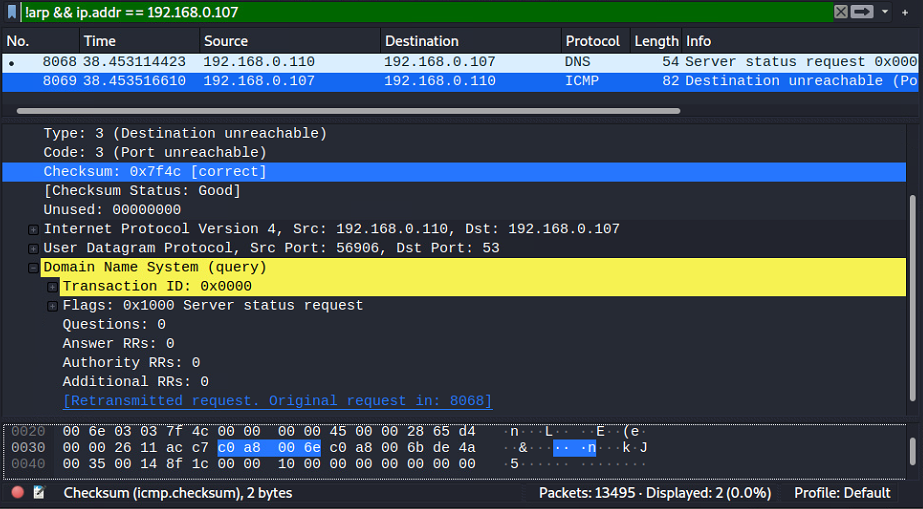 !arp && ip.addr == 192.168.0.107
No. Time Source Destination Protocol Length Info
8068 38.453114423 192.168.0.110 192.168.0.107 DNS 54 Server status request 0x000
8069 38.453516610 192.168.0.107 192.168.0.110 ICMP 82 Destination unreachable (Po
Type: 3 (Destination unreachable)
Code: 3 (Port unreachable)
Checksum: 0x7f4c [correct]
[Checksum Status: Good]
Unused: 00000000
Internet Protocol Version 4, Src: 192.168.0.110, Dst: 192.168.0.107
User Datagram Protocol, Src Port: 56906, Dst Port: 53
Domain Name System (query)
Transaction ID: 0x0000
Flags: 0x1000 Server status request
Questions: 0
Answer RRs: 0
Authority RRs: 0
Additional RRs: 0
[Retransmitted request. Original request in: 8068]
0020 00 6e 03 03 7f 4c 00 00 00 00 45 00 00 28 65 d4 ·n···L·· ··E··(e·
0030 00 00 26 11 ac c7 c0 a8 00 6e c0 a8 00 6b de 4a ··&····· ·n···k·J
0040 00 35 00 14 8f 1c 00 00 10 00 00 00 00 00 00 00 ·5······ ········
Checksum (icmp.checksum), 2 bytes Packets: 13495 · Displayed: 2 (0.0%) Profile: Default